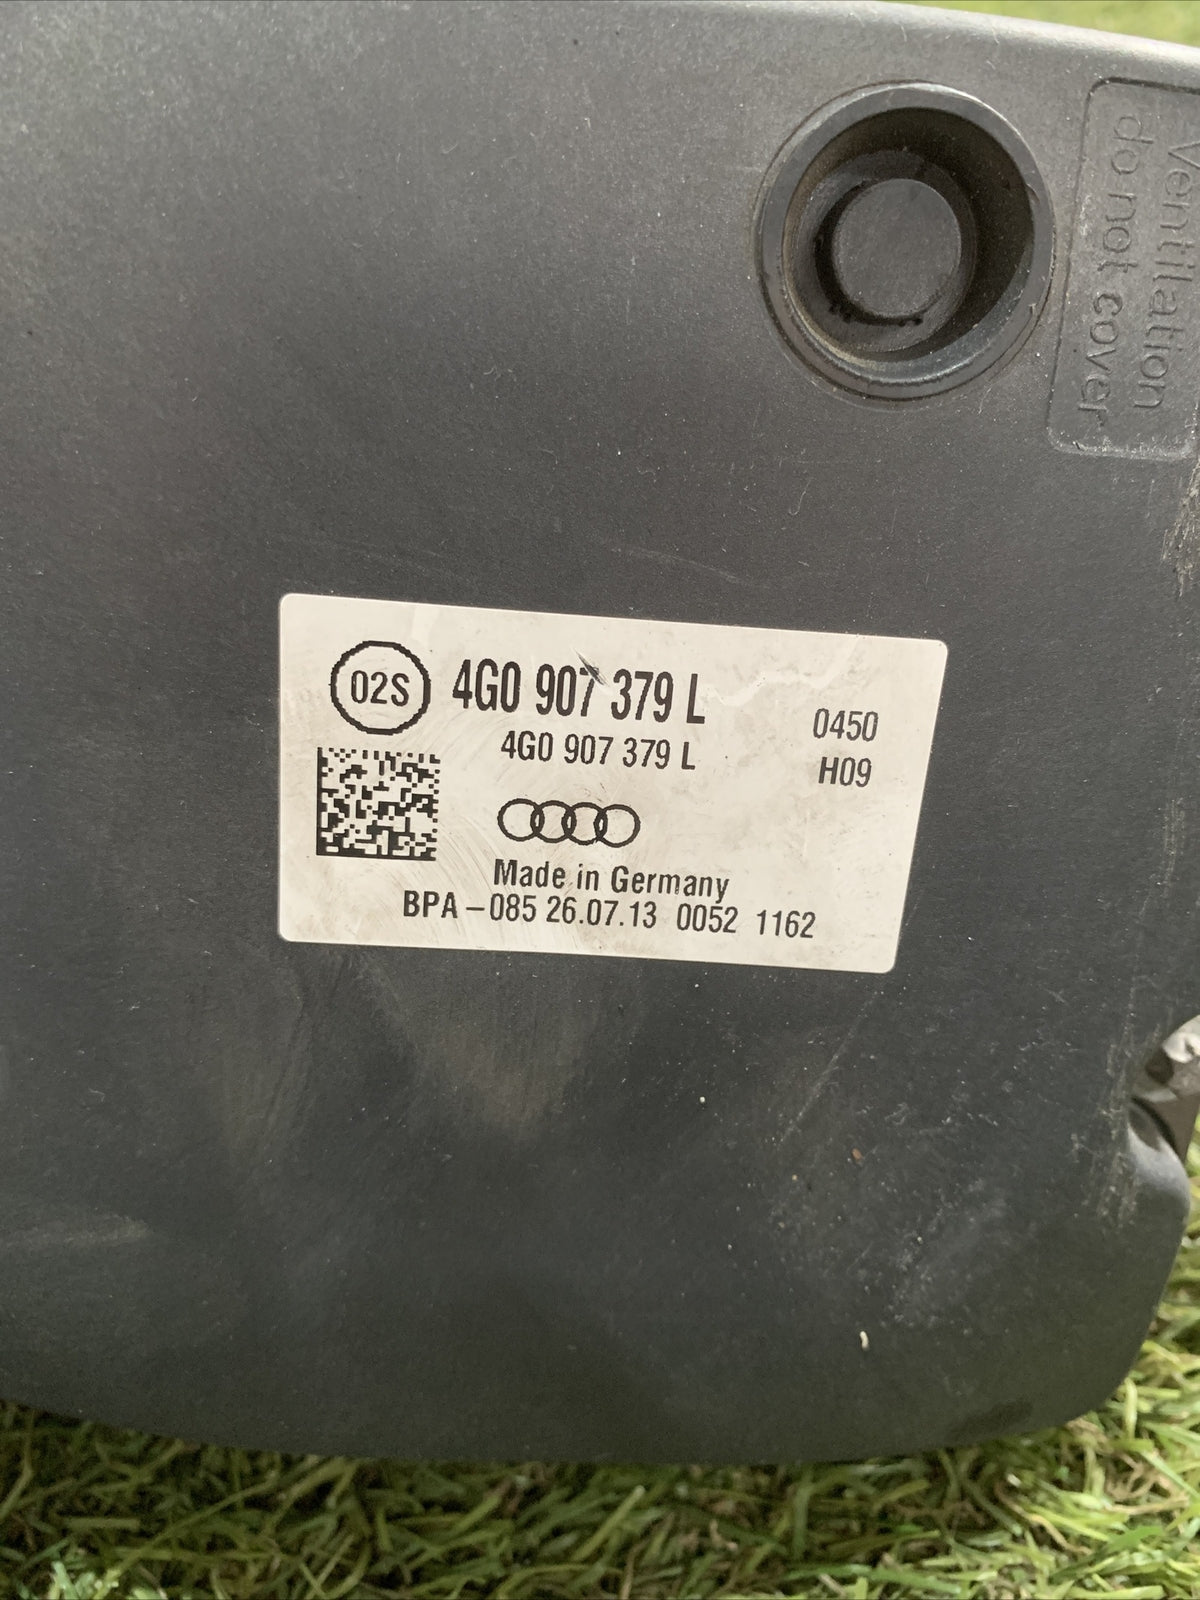 Ventilation
do not cover
02S 4G0 907 379 L
4G0 907 379 L
0450
H09
Made in Germany
BPA -085 26.07.13 0052 1162